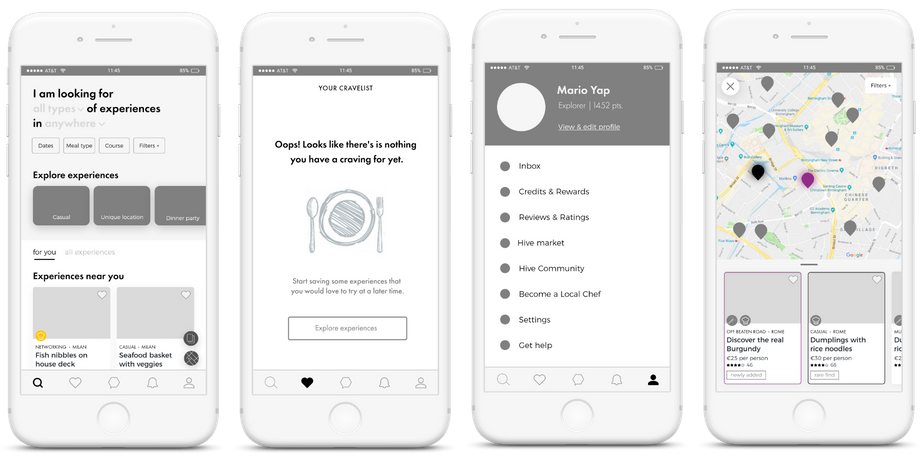 AT&T 11:45 85%
I am looking for
all types of experiences
in anywhere
Dates Meal type Course Filters +
Explore experiences
Casual Unique location Dinner party
for you all experiences
Experiences near you
NETWORKING • MILAN
Fish nibbles on
house deck
CASUAL • MILAN
Seafood basket
with veggies
AT&T 11:45 85%
YOUR CRAVELIST
Oops! Looks like there's is nothing
you have a craving for yet.
Start saving some experiences that
you would love to try at a later time.
Explore experiences
AT&T 11:45 85%
Mario Yap
Explorer | 1452 pts.
View & edit profile
Inbox
Credits & Rewards
Reviews & Ratings
Hive market
Hive Community
Become a Local Chef
Settings
Get help
AT&T 11:45 85%
Filters +
CHINESE
QUARTER
Google
OFF BEATEN ROAD • ROME
Discover the real
Burgundy
€25 per person
46
newly added
CASUAL • ROME
Dumplings with
rice noodles
€30 per person
68
rare find